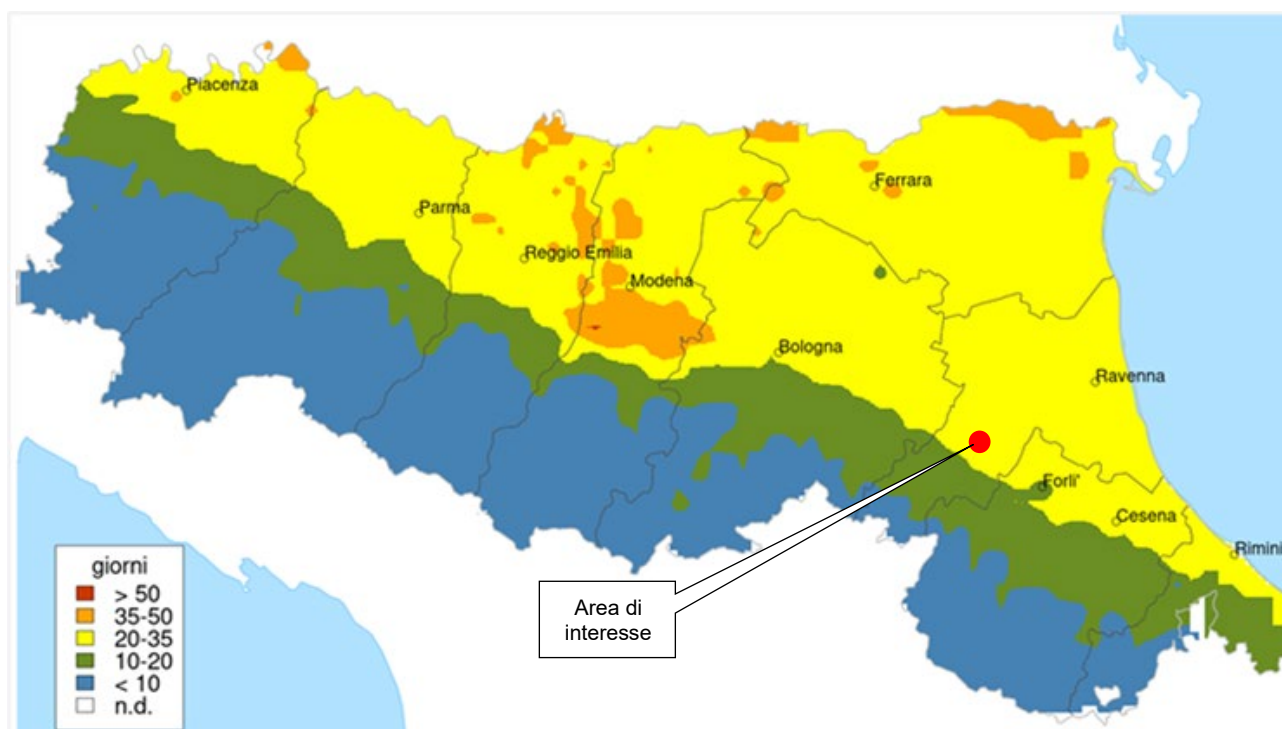 Piacenza
Parma
Reggio Emilia
Modena
Ferrara
Bologna
Ravenna
Forli'
Cesena
Rimini
Area di
interesse
giorni
> 50
35-50
20-35
10-20
< 10
n.d.